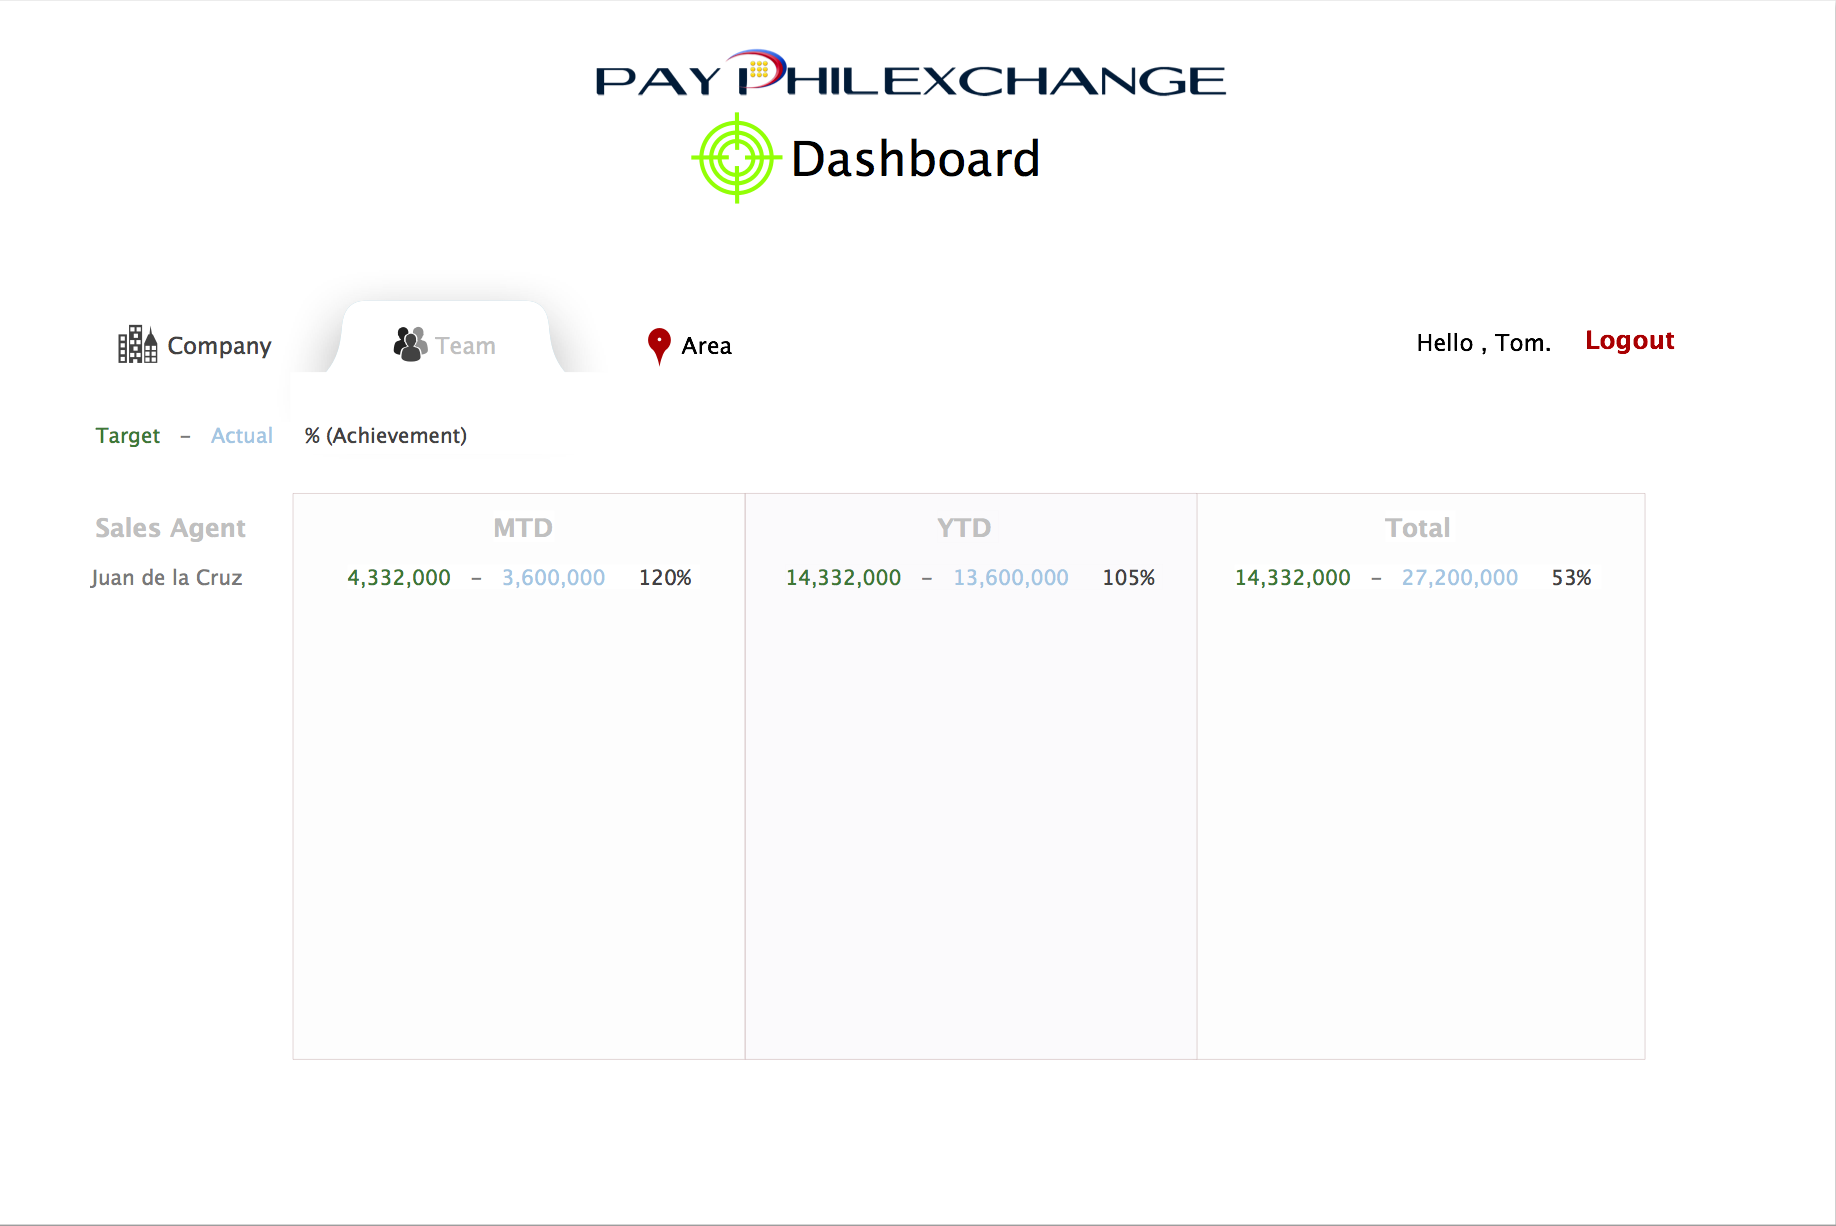 PAY PHILEXCHANGE
Dashboard
Company Team Area Hello , Tom. Logout
Target – Actual % (Achievement)
Sales Agent MTD YTD Total
Juan de la Cruz 4,332,000 – 3,600,000 120% 14,332,000 – 13,600,000 105% 14,332,000 – 27,200,000 53%